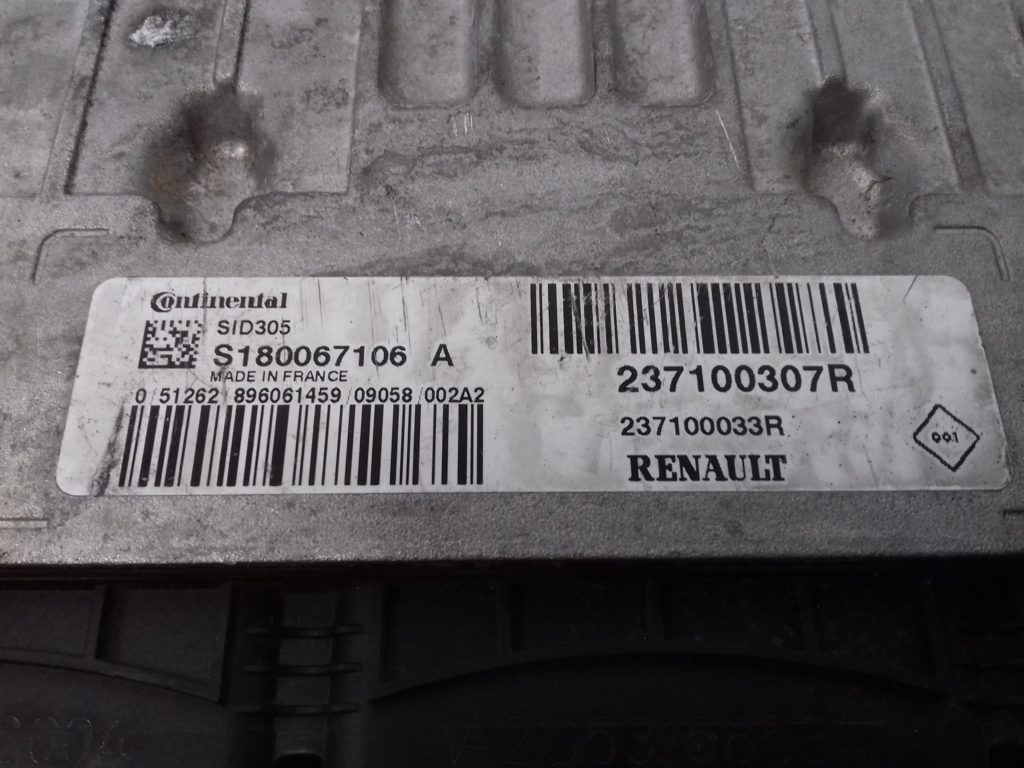 Continental
SID305
S180067106 A
MADE IN FRANCE
0 51262 896061459 09058 002A2
237100307R
237100033R
RENAULT
001